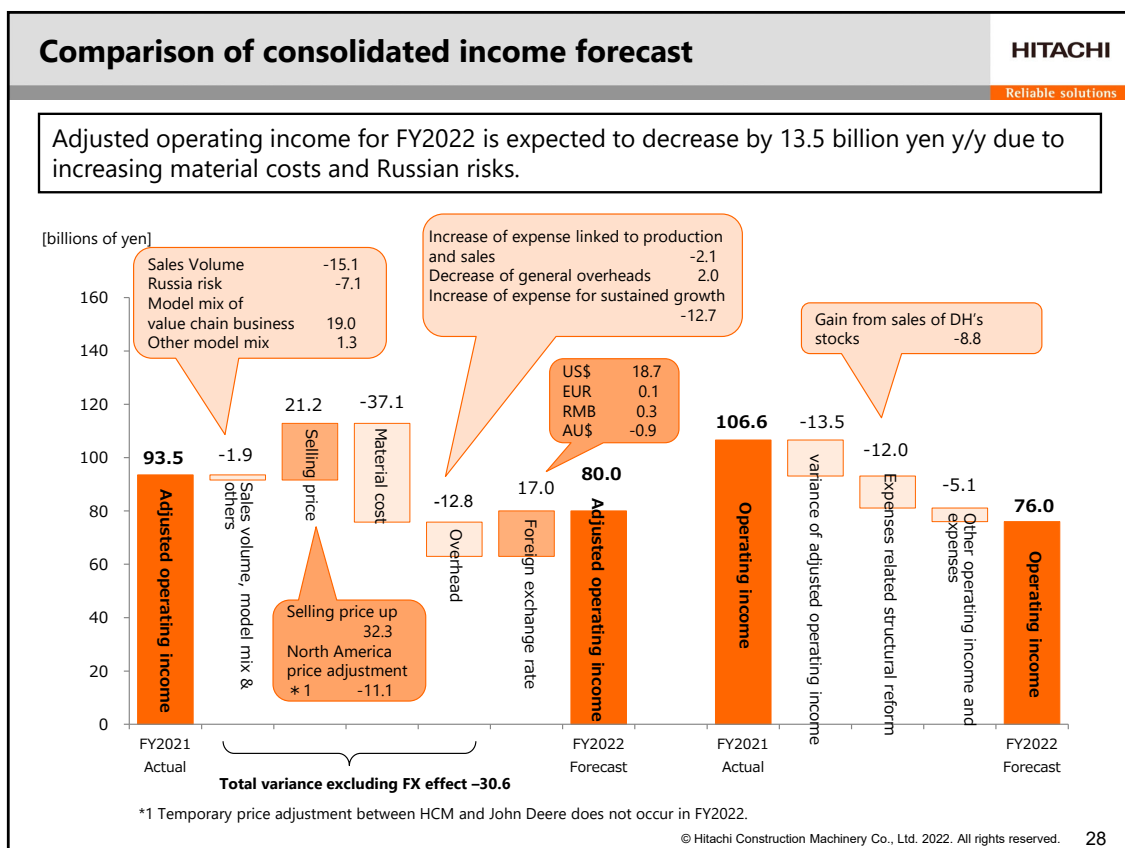 Comparison of consolidated income forecast
HITACHI
Reliable solutions
Adjusted operating income for FY2022 is expected to decrease by 13.5 billion yen y/y due to
increasing material costs and Russian risks.
[billions of yen]
Sales Volume -15.1
Russia risk -7.1
Model mix of
value chain business 19.0
Other model mix 1.3
Increase of expense linked to production
and sales -2.1
Decrease of general overheads 2.0
Increase of expense for sustained growth
-12.7
US$ 18.7
EUR 0.1
RMB 0.3
AU$ -0.9
Gain from sales of DH's
stocks -8.8
160
140
120
100
80
60
40
20
0
93.5
Adjusted operating income
-1.9
Sales volume, model mix &
others
21.2
Selling price
-37.1
Material cost
-12.8
Overhead
17.0
Foreign exchange rate
80.0
Adjusted operating income
106.6
Operating income
-13.5
variance of adjusted operating income
-12.0
Expenses related structural reform
-5.1
Other operating income and
expenses
76.0
Operating income
Selling price up
32.3
North America
price adjustment
＊1 -11.1
FY2021
Actual
FY2022
Forecast
FY2021
Actual
FY2022
Forecast
Total variance excluding FX effect –30.6
*1 Temporary price adjustment between HCM and John Deere does not occur in FY2022.
© Hitachi Construction Machinery Co., Ltd. 2022. All rights reserved. 28